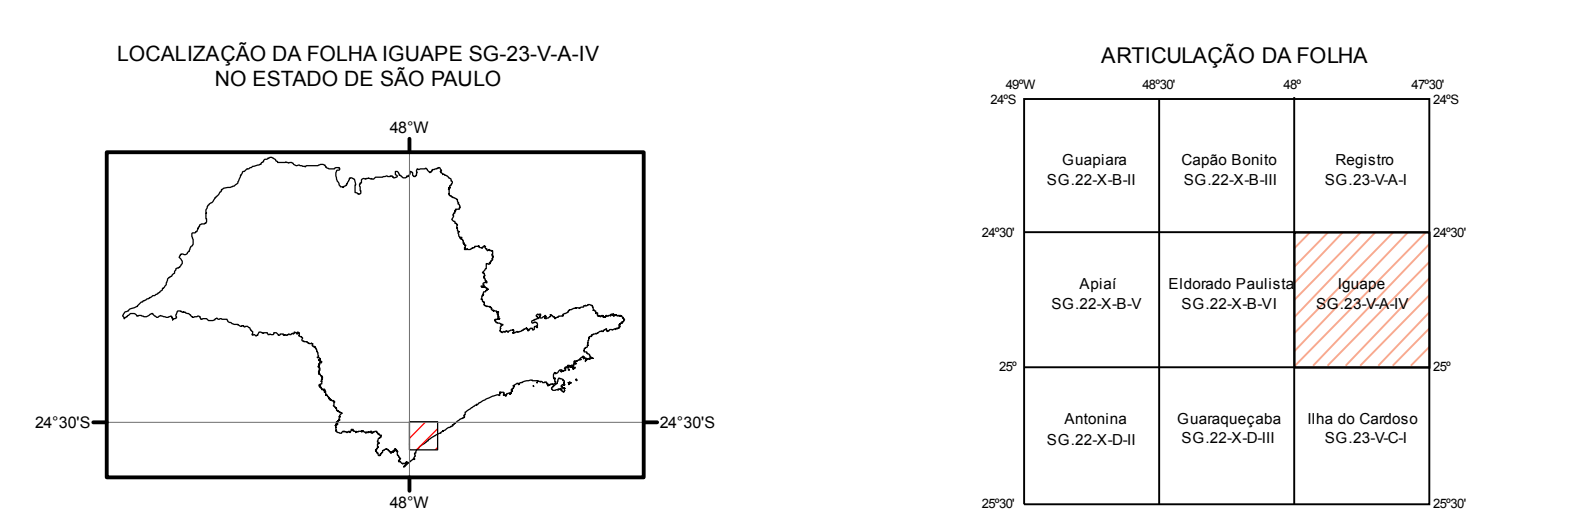 LOCALIZAÇÃO DA FOLHA IGUAPE SG-23-V-A-IV
NO ESTADO DE SÃO PAULO
48°W
24°30'S
24°30'S
48°W
ARTICULAÇÃO DA FOLHA
49ºW
48º30'
48º
47º30'
24ºS
24ºS
Guapiara
SG.22-X-B-II
Capão Bonito
SG.22-X-B-III
Registro
SG.23-V-A-I
24º30'
24º30'
Apiaí
SG.22-X-B-V
Eldorado Paulista
SG.22-X-B-VI
Iguape
SG.23-V-A-IV
25º
25º
Antonina
SG.22-X-D-II
Guaraqueçaba
SG.22-X-D-III
Ilha do Cardoso
SG.23-V-C-I
25º30'
25º30'